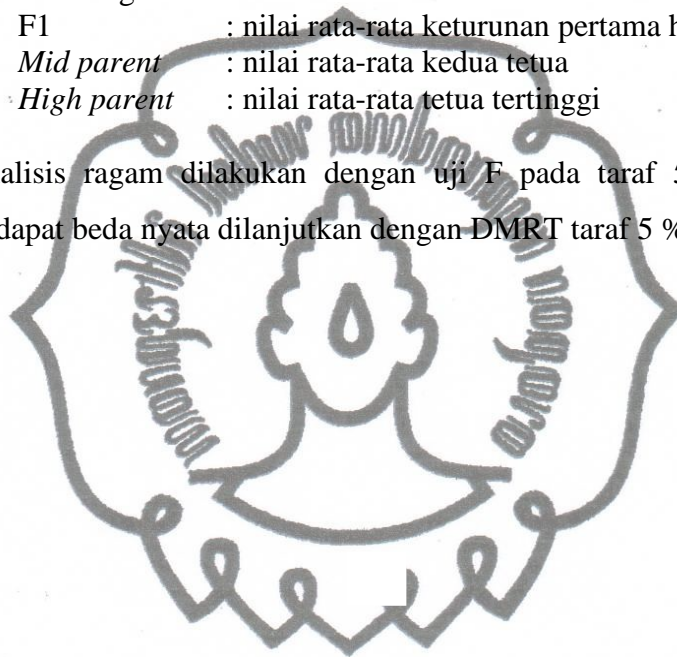 F1 : nilai rata-rata keturunan pertama
Mid parent : nilai rata-rata kedua tetua
High parent : nilai rata-rata tetua tertinggi
alisis ragam dilakukan dengan uji F pada taraf 5
dapat beda nyata dilanjutkan dengan DMRT taraf 5 %